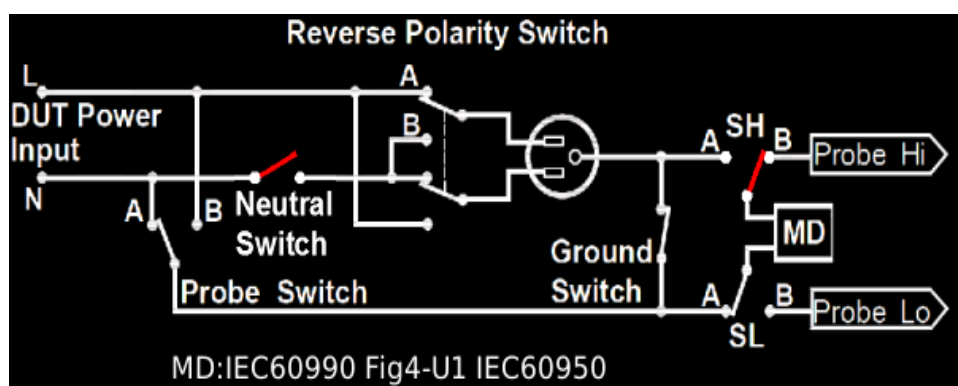 Reverse Polarity Switch
L
A
DUT Power
Input
B
A SH B
Probe Hi
N
A B
Neutral
Switch
MD
Ground
Switch
Probe Switch
A B
Probe Lo
SL
MD:IEC60990 Fig4-U1 IEC60950